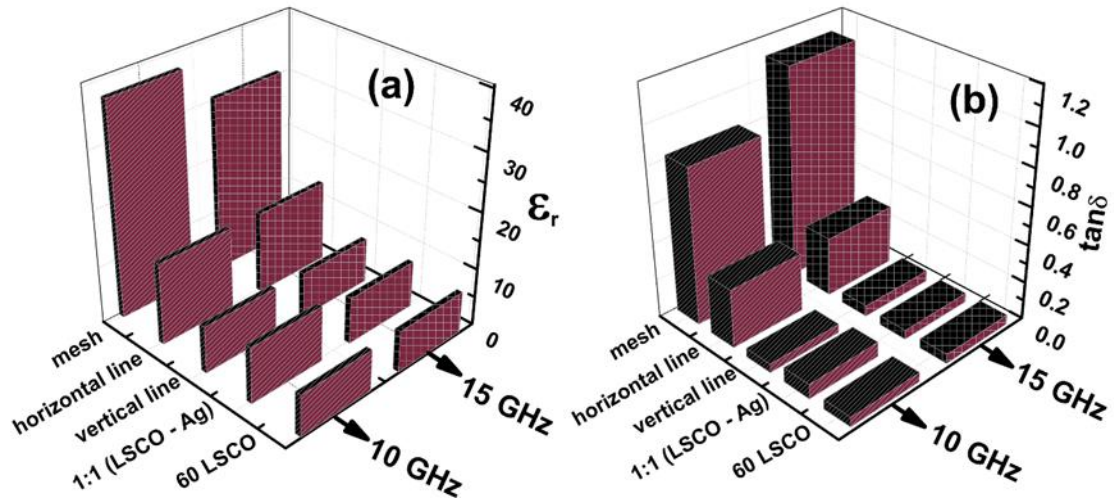 (a)
40
30
20
10
0
εr
mesh
horizontal line
vertical line
1:1 (LSCO - Ag)
60 LSCO
10 GHz
15 GHz
(b)
1.2
1.0
0.8
0.6
0.4
0.2
0.0
tanδ
mesh
horizontal line
vertical line
1:1 (LSCO - Ag)
60 LSCO
10 GHz
15 GHz